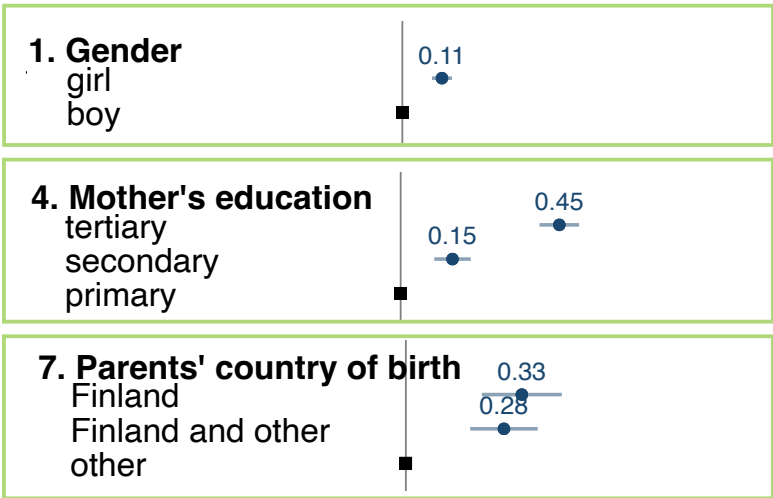 1. Gender
0.11
girl
boy
4. Mother's education
0.45
tertiary
0.15
secondary
primary
7. Parents' country of birth
0.33
Finland
0.28
Finland and other
other